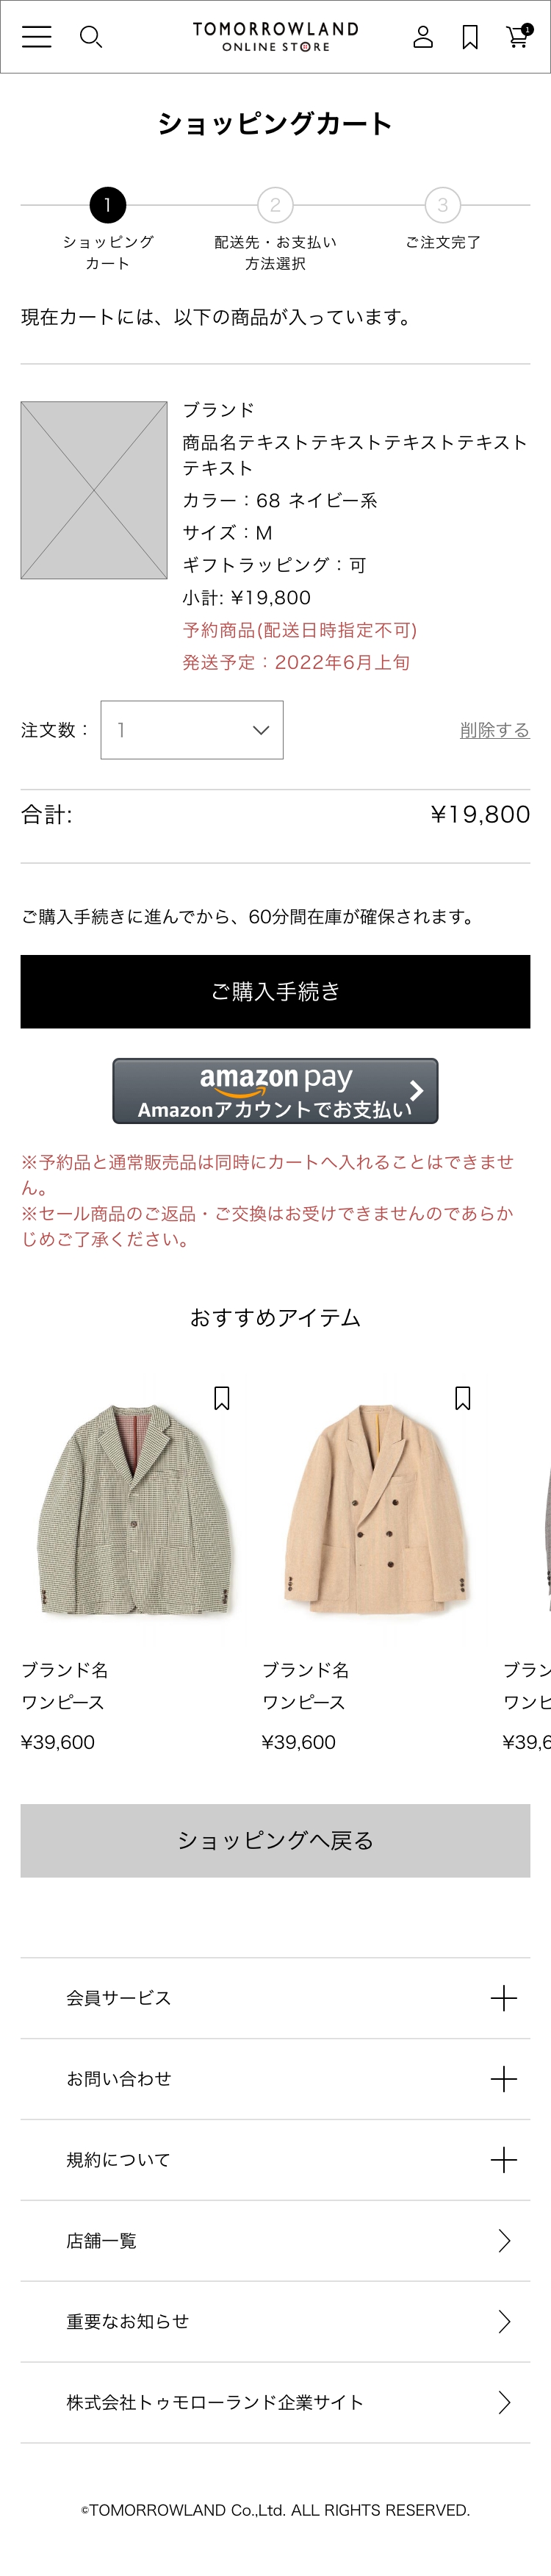 TOMORROWLAND
ONLINE STORE
1
ショッピングカート
1
2
3
ショッピング
カート
配送先・お支払い
方法選択
ご注文完了
現在カートには、以下の商品が入っています。
ブランド
商品名テキストテキストテキストテキスト
テキスト
カラー：68 ネイビー系
サイズ：M
ギフトラッピング：可
小計: ¥19,800
予約商品(配送日時指定不可)
発送予定：2022年6月上旬
注文数：
1
削除する
合計:
¥19,800
ご購入手続きに進んでから、60分間在庫が確保されます。
ご購入手続き
amazon pay
Amazonアカウントでお支払い
※予約品と通常販売品は同時にカートへ入れることはできませ
ん。
※セール商品のご返品・ご交換はお受けできませんのであらか
じめご了承ください。
おすすめアイテム
ブランド名
ワンピース
¥39,600
ブランド名
ワンピース
¥39,600
ブラン
ワンピ
¥39,6
ショッピングへ戻る
会員サービス
お問い合わせ
規約について
店舗一覧
重要なお知らせ
株式会社トゥモローランド企業サイト
©TOMORROWLAND Co.,Ltd. ALL RIGHTS RESERVED.